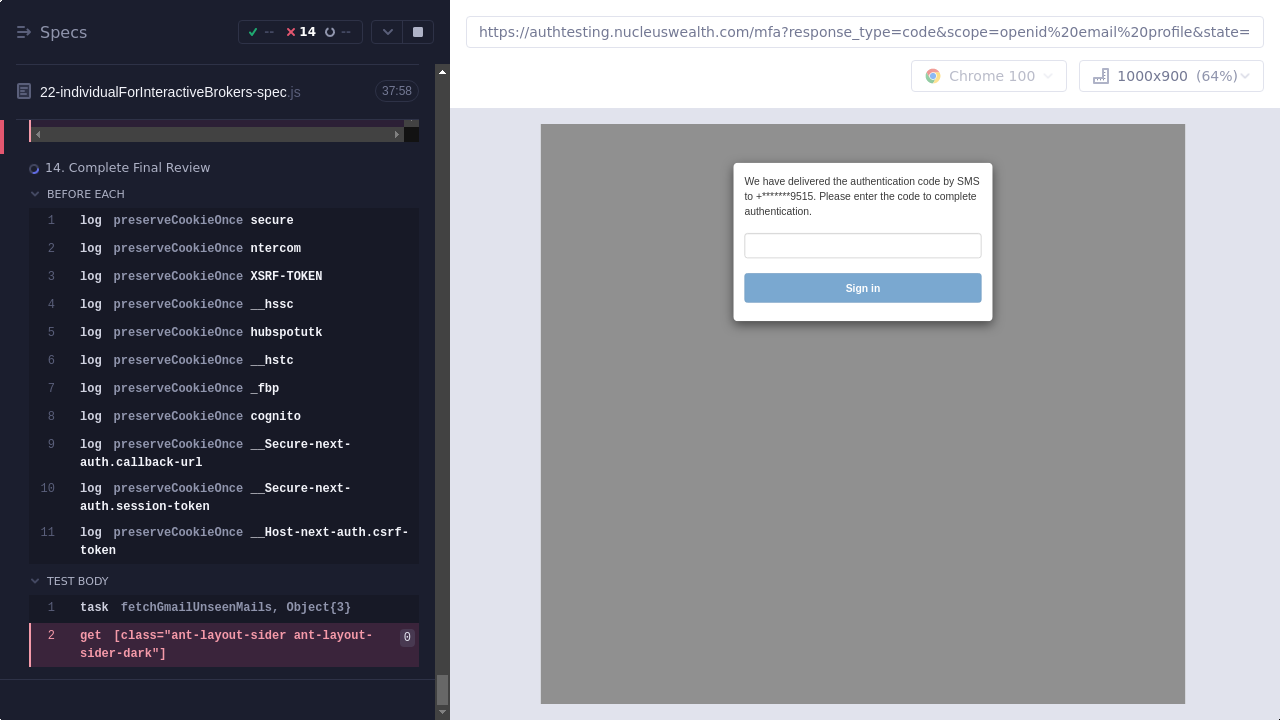 Specs
-- 14 --
22-individualForInteractiveBrokers-spec.js 37:58
14. Complete Final Review
BEFORE EACH
1 log preserveCookieOnce secure
2 log preserveCookieOnce ntercom
3 log preserveCookieOnce XSRF-TOKEN
4 log preserveCookieOnce __hssc
5 log preserveCookieOnce hubspotutk
6 log preserveCookieOnce __hstc
7 log preserveCookieOnce _fbp
8 log preserveCookieOnce cognito
9 log preserveCookieOnce __Secure-next-
auth.callback-url
10 log preserveCookieOnce __Secure-next-
auth.session-token
11 log preserveCookieOnce __Host-next-auth.csrf-
token
TEST BODY
1 task fetchGmailUnseenMails, Object{3}
2 get [class="ant-layout-sider ant-layout- 0
sider-dark"]
https://authtesting.nucleuswealth.com/mfa?response_type=code&scope=openid%20email%20profile&state=
Chrome 100
1000x900 (64%)
We have delivered the authentication code by SMS
to +*******9515. Please enter the code to complete
authentication.
Sign in